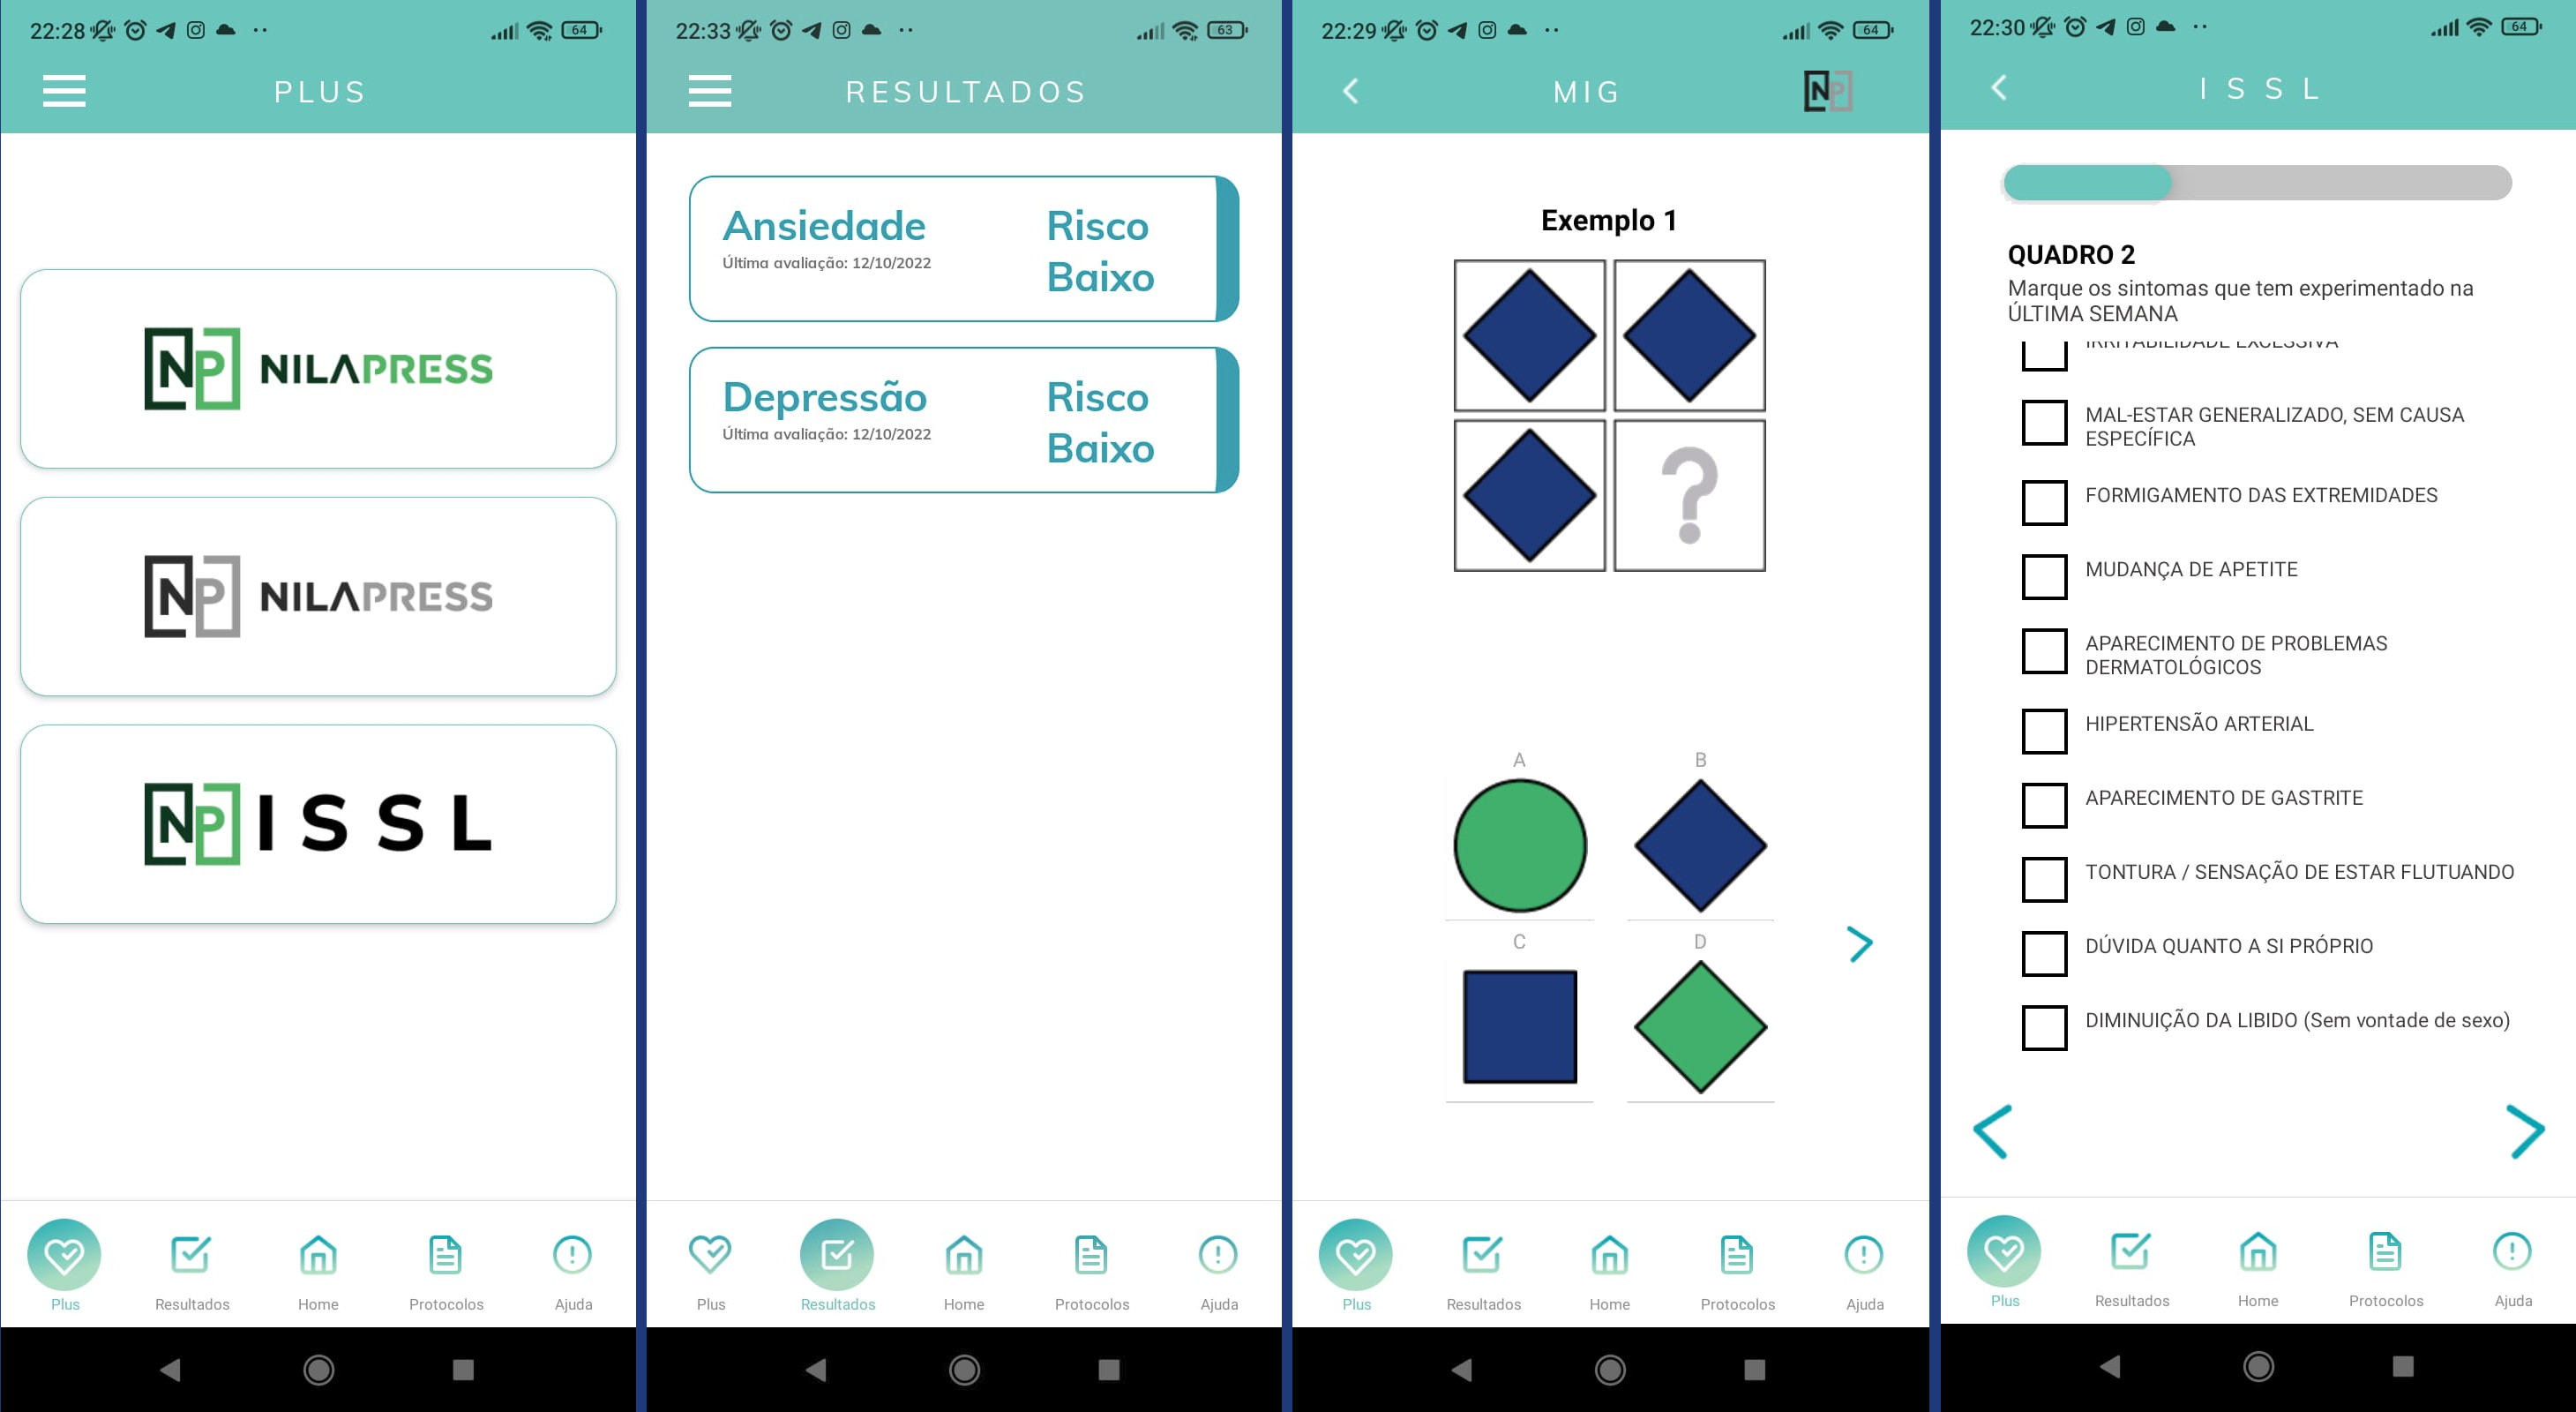 22:28
64
PLUS
NP NILAPRESS
NP NILAPRESS
NP ISSL
Plus
Resultados
Home
Protocolos
Ajuda
22:33
63
RESULTADOS
Ansiedade
Última avaliação: 12/10/2022
Risco
Baixo
Depressão
Última avaliação: 12/10/2022
Risco
Baixo
Plus
Resultados
Home
Protocolos
Ajuda
22:29
64
MIG
NP
Exemplo 1
?
A
B
C
D
Plus
Resultados
Home
Protocolos
Ajuda
22:30
64
ISSL
QUADRO 2
Marque os sintomas que tem experimentado na
ÚLTIMA SEMANA
IRRITABILIDADE EXCESSIVA
MAL-ESTAR GENERALIZADO, SEM CAUSA
ESPECÍFICA
FORMIGAMENTO DAS EXTREMIDADES
MUDANÇA DE APETITE
APARECIMENTO DE PROBLEMAS
DERMATOLÓGICOS
HIPERTENSÃO ARTERIAL
APARECIMENTO DE GASTRITE
TONTURA / SENSAÇÃO DE ESTAR FLUTUANDO
DÚVIDA QUANTO A SI PRÓPRIO
DIMINUIÇÃO DA LIBIDO (Sem vontade de sexo)
Plus
Resultados
Home
Protocolos
Ajuda